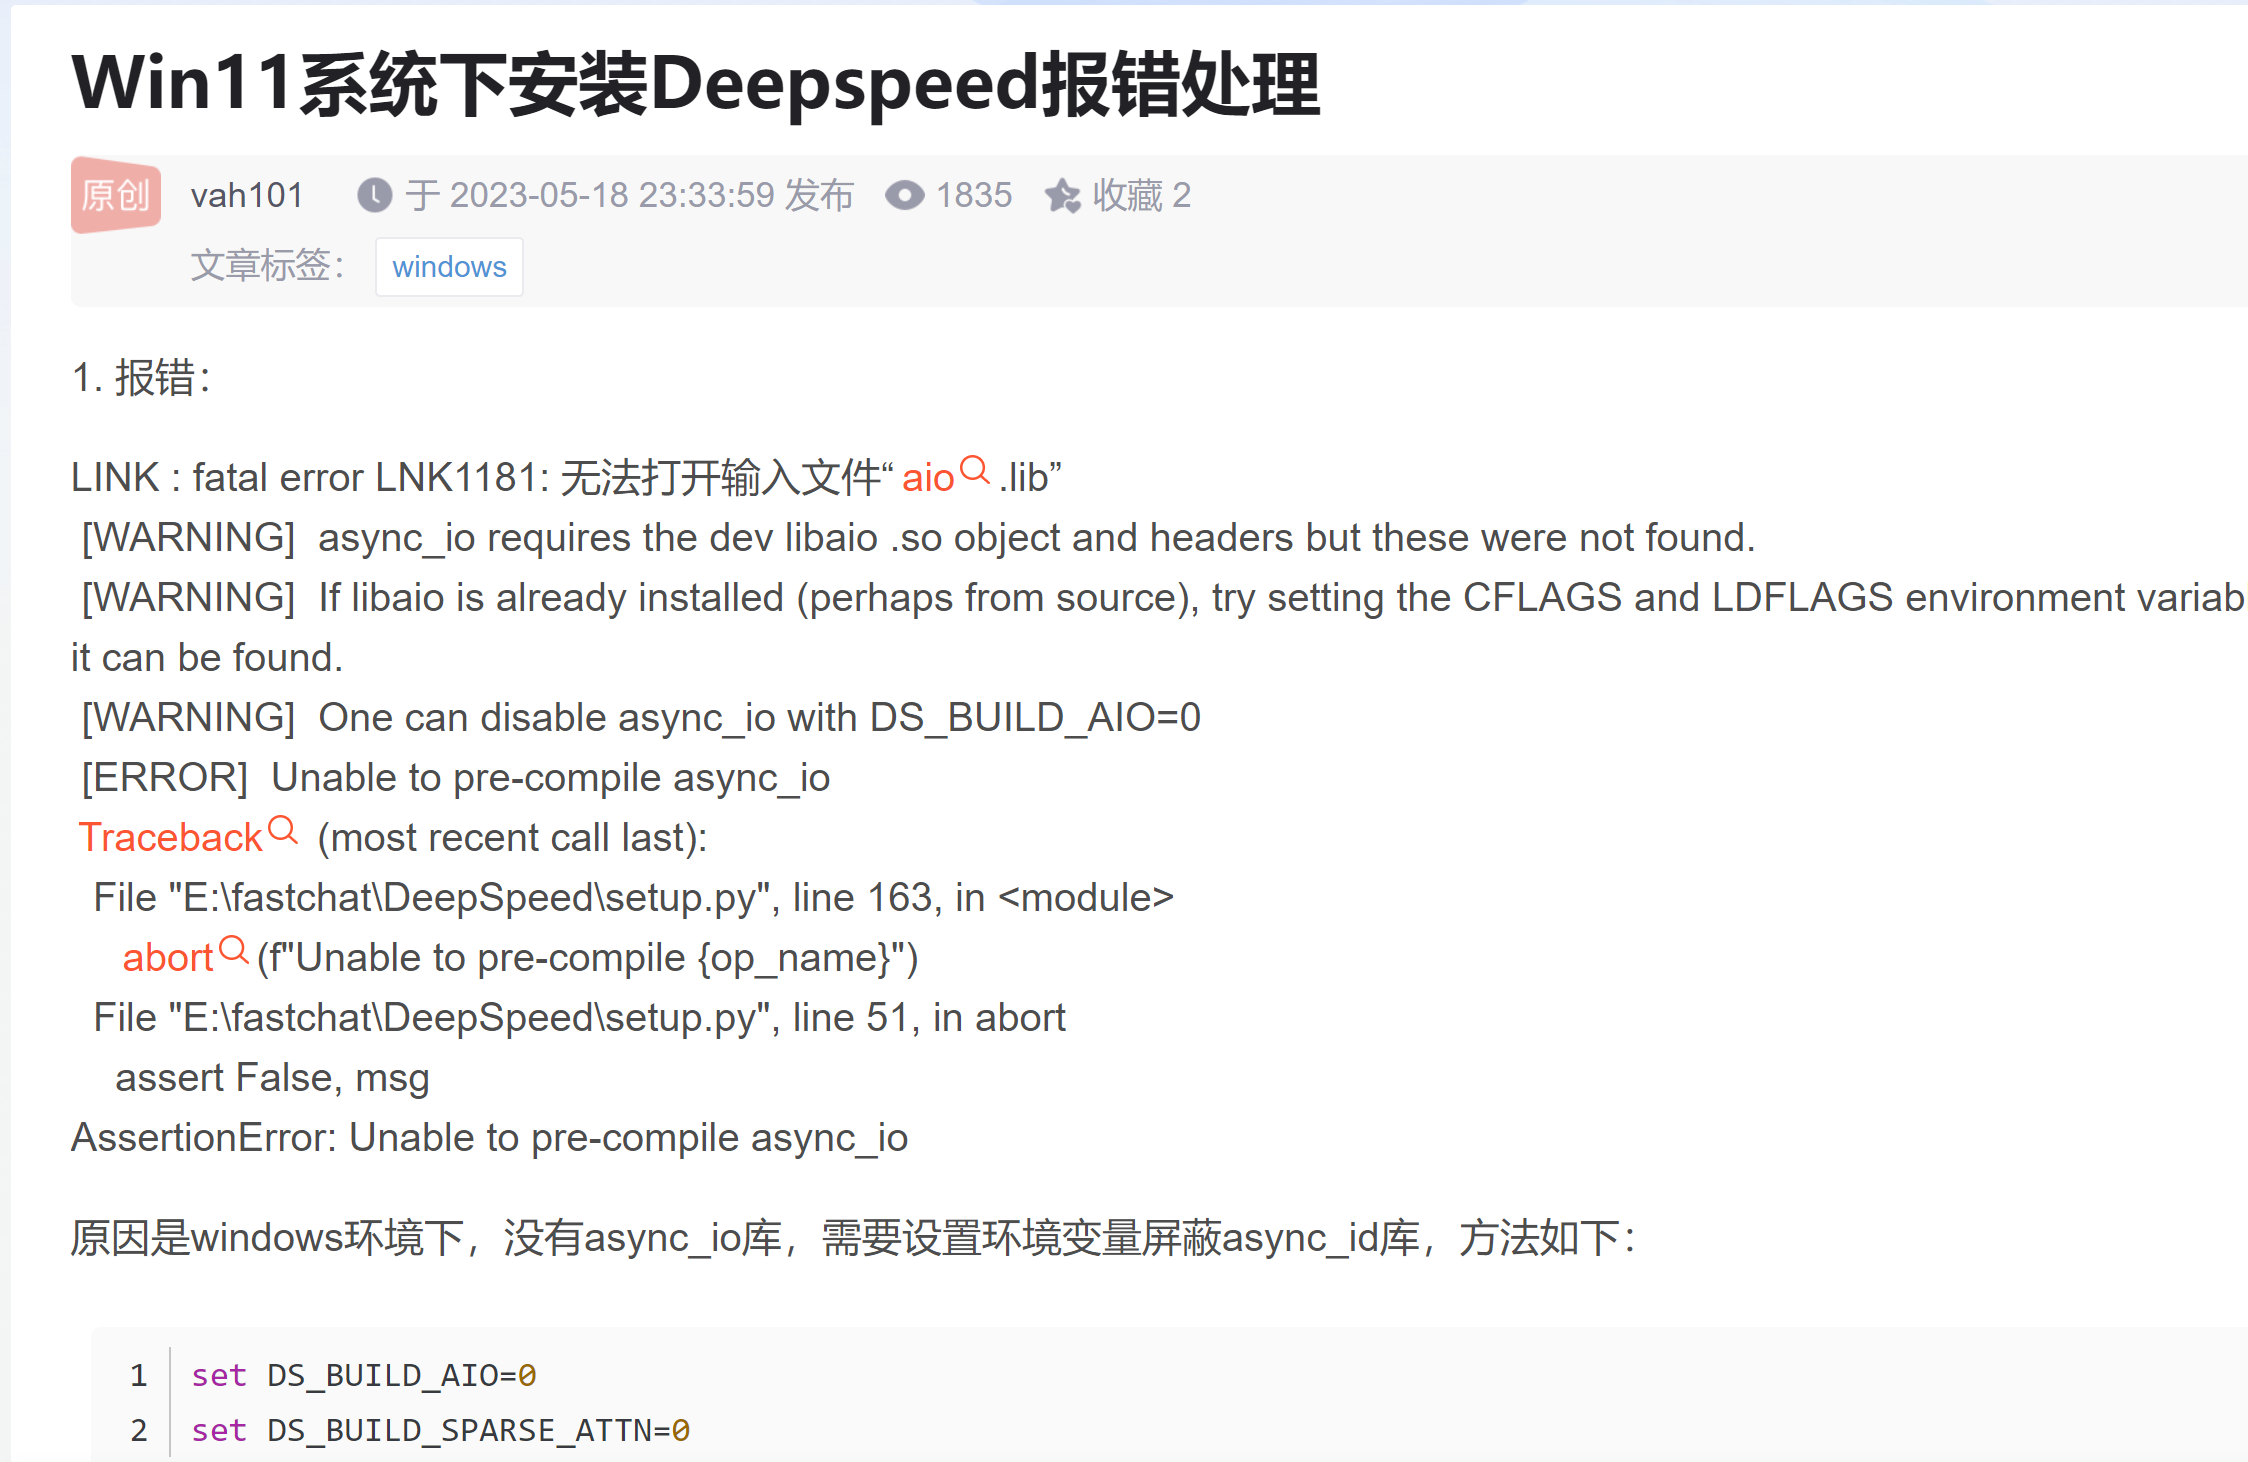 Win11系统下安装Deepspeed报错处理
原创 vah101 于 2023-05-18 23:33:59 发布 1835 收藏 2
文章标签： windows
1. 报错：
LINK : fatal error LNK1181: 无法打开输入文件“ aio .lib”
[WARNING]  async_io requires the dev libaio .so object and headers but these were not found.
[WARNING]  If libaio is already installed (perhaps from source), try setting the CFLAGS and LDFLAGS environment variab
it can be found.
[WARNING]  One can disable async_io with DS_BUILD_AIO=0
[ERROR]  Unable to pre-compile async_io
Traceback (most recent call last):
File "E:\fastchat\DeepSpeed\setup.py", line 163, in <module>
abort (f"Unable to pre-compile {op_name}")
File "E:\fastchat\DeepSpeed\setup.py", line 51, in abort
assert False, msg
AssertionError: Unable to pre-compile async_io
原因是windows环境下，没有async_io库，需要设置环境变量屏蔽async_id库，方法如下：
1 set DS_BUILD_AIO=0
2 set DS_BUILD_SPARSE_ATTN=0